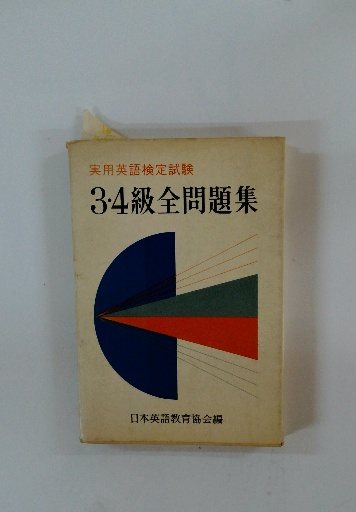 実用英語検定試験
3・4級全問題集
日本英語教育協会編